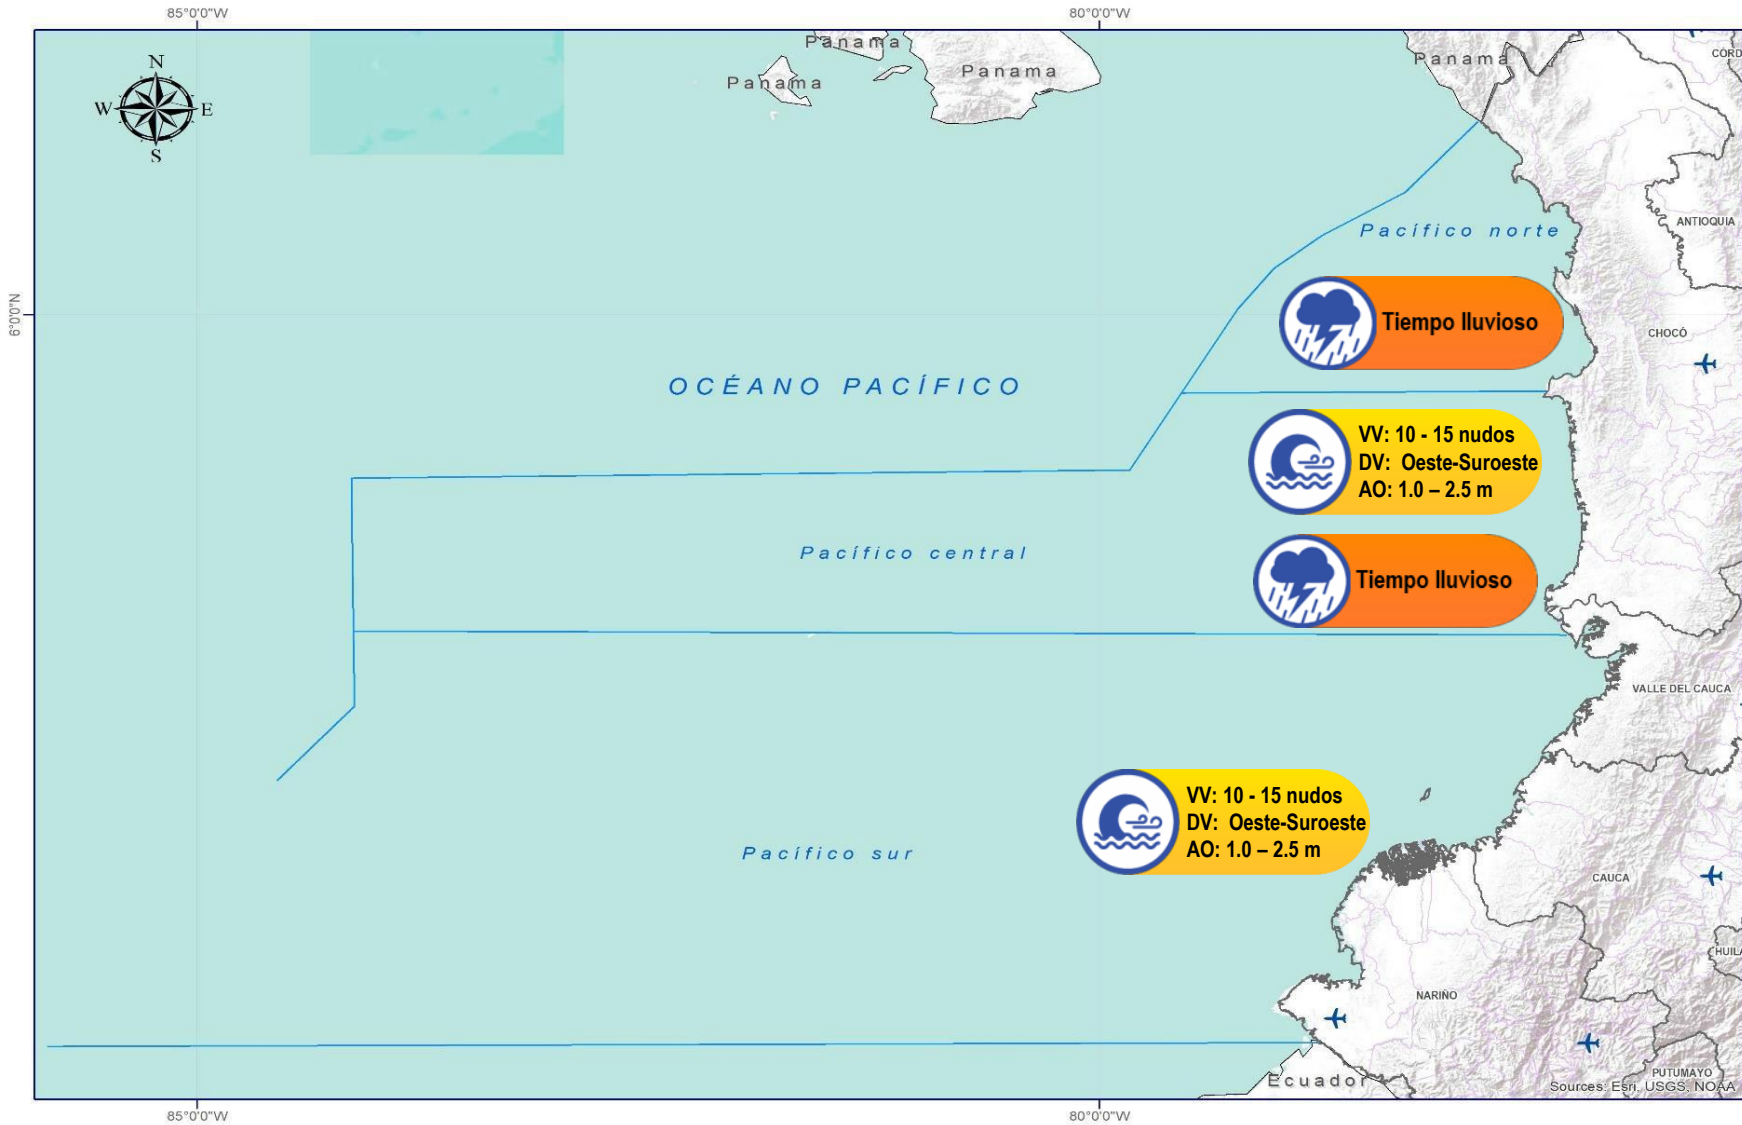 85°0'0"W
80°0'0"W
N
W
E
S
Panama
Panama
Panama
Panama
CÓRD
ANTIOQUIA
Pacífico norte
6°0'0"N
Tiempo lluvioso
CHOCÓ
OCÉANO PACÍFICO
VV: 10 - 15 nudos
DV: Oeste-Suroeste
AO: 1.0 – 2.5 m
Pacífico central
Tiempo lluvioso
VALLE DEL CAUCA
VV: 10 - 15 nudos
DV: Oeste-Suroeste
AO: 1.0 – 2.5 m
Pacífico sur
CAUCA
HUILA
NARIÑO
PUTUMAYO
Ecuador
Sources: Esri, USGS, NOAA
85°0'0"W
80°0'0"W